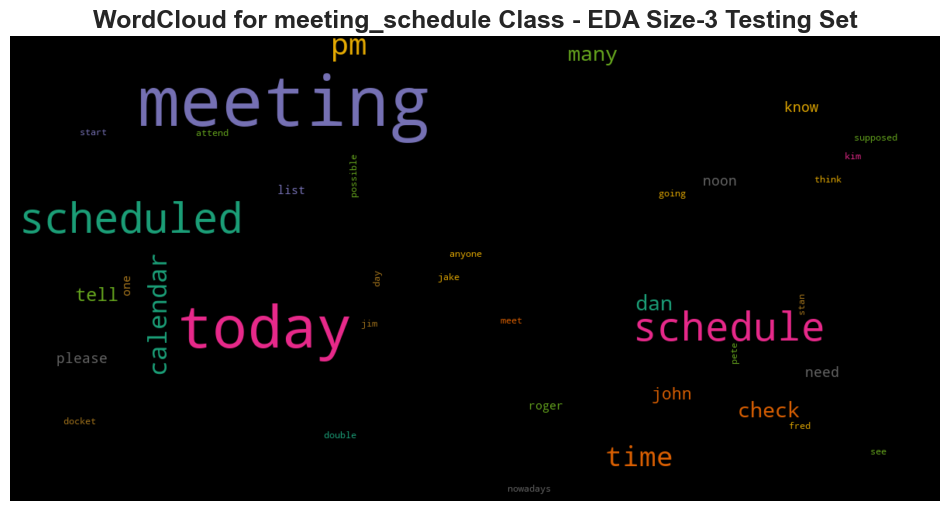 WordCloud for meeting_schedule Class - EDA Size-3 Testing Set
pm
many
meeting
know
start
attend
supposed
kim
possible
list
noon
think
going
scheduled
anyone
calendar
day
jake
one
tell
dan
stan
today
jim
meet
schedule
pete
please
need
john
roger
check
docket
fred
double
time
see
nowadays